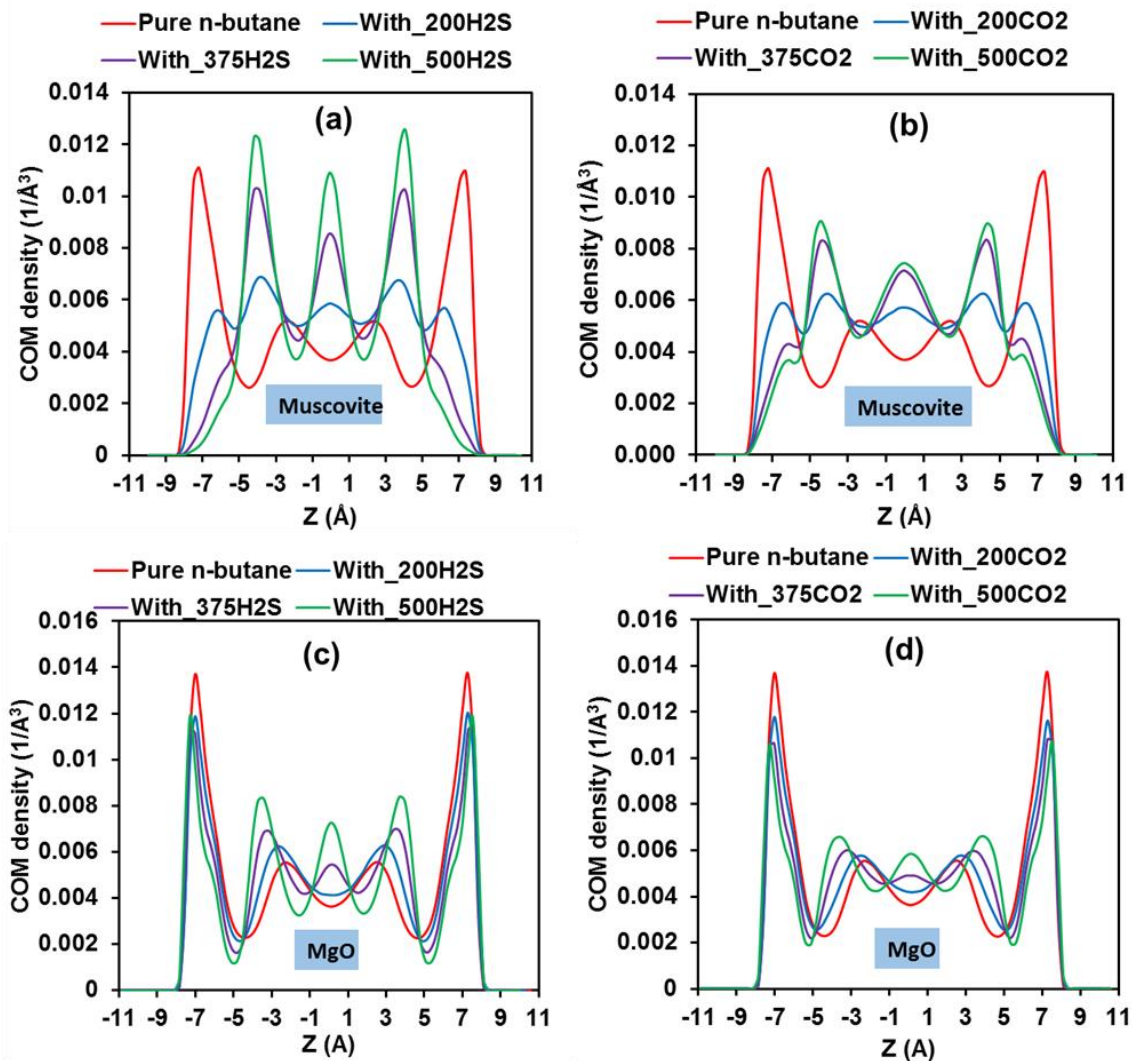 Pure n-butane With_200H2S
With_375H2S With_500H2S
(a)
COM density (1/Å³)
0.014
0.012
0.01
0.008
0.006
0.004
0.002
0
Muscovite
-11 -9 -7 -5 -3 -1 1 3 5 7 9 11
Z (Å)
Pure n-butane With_200CO2
With_375CO2 With_500CO2
(b)
COM density (1/Å³)
0.014
0.012
0.010
0.008
0.006
0.004
0.002
0.000
Muscovite
-11 -9 -7 -5 -3 -1 1 3 5 7 9 11
Z (Å)
Pure n-butane With_200H2S
With_375H2S With_500H2S
(c)
COM density (1/A³)
0.016
0.014
0.012
0.01
0.008
0.006
0.004
0.002
0
MgO
-11 -9 -7 -5 -3 -1 1 3 5 7 9 11
Z (Å)
Pure n-butane With_200CO2
With_375CO2 With_500CO2
(d)
COM density (1/A³)
0.016
0.014
0.012
0.01
0.008
0.006
0.004
0.002
0
MgO
-11 -9 -7 -5 -3 -1 1 3 5 7 9 11
Z (Å)